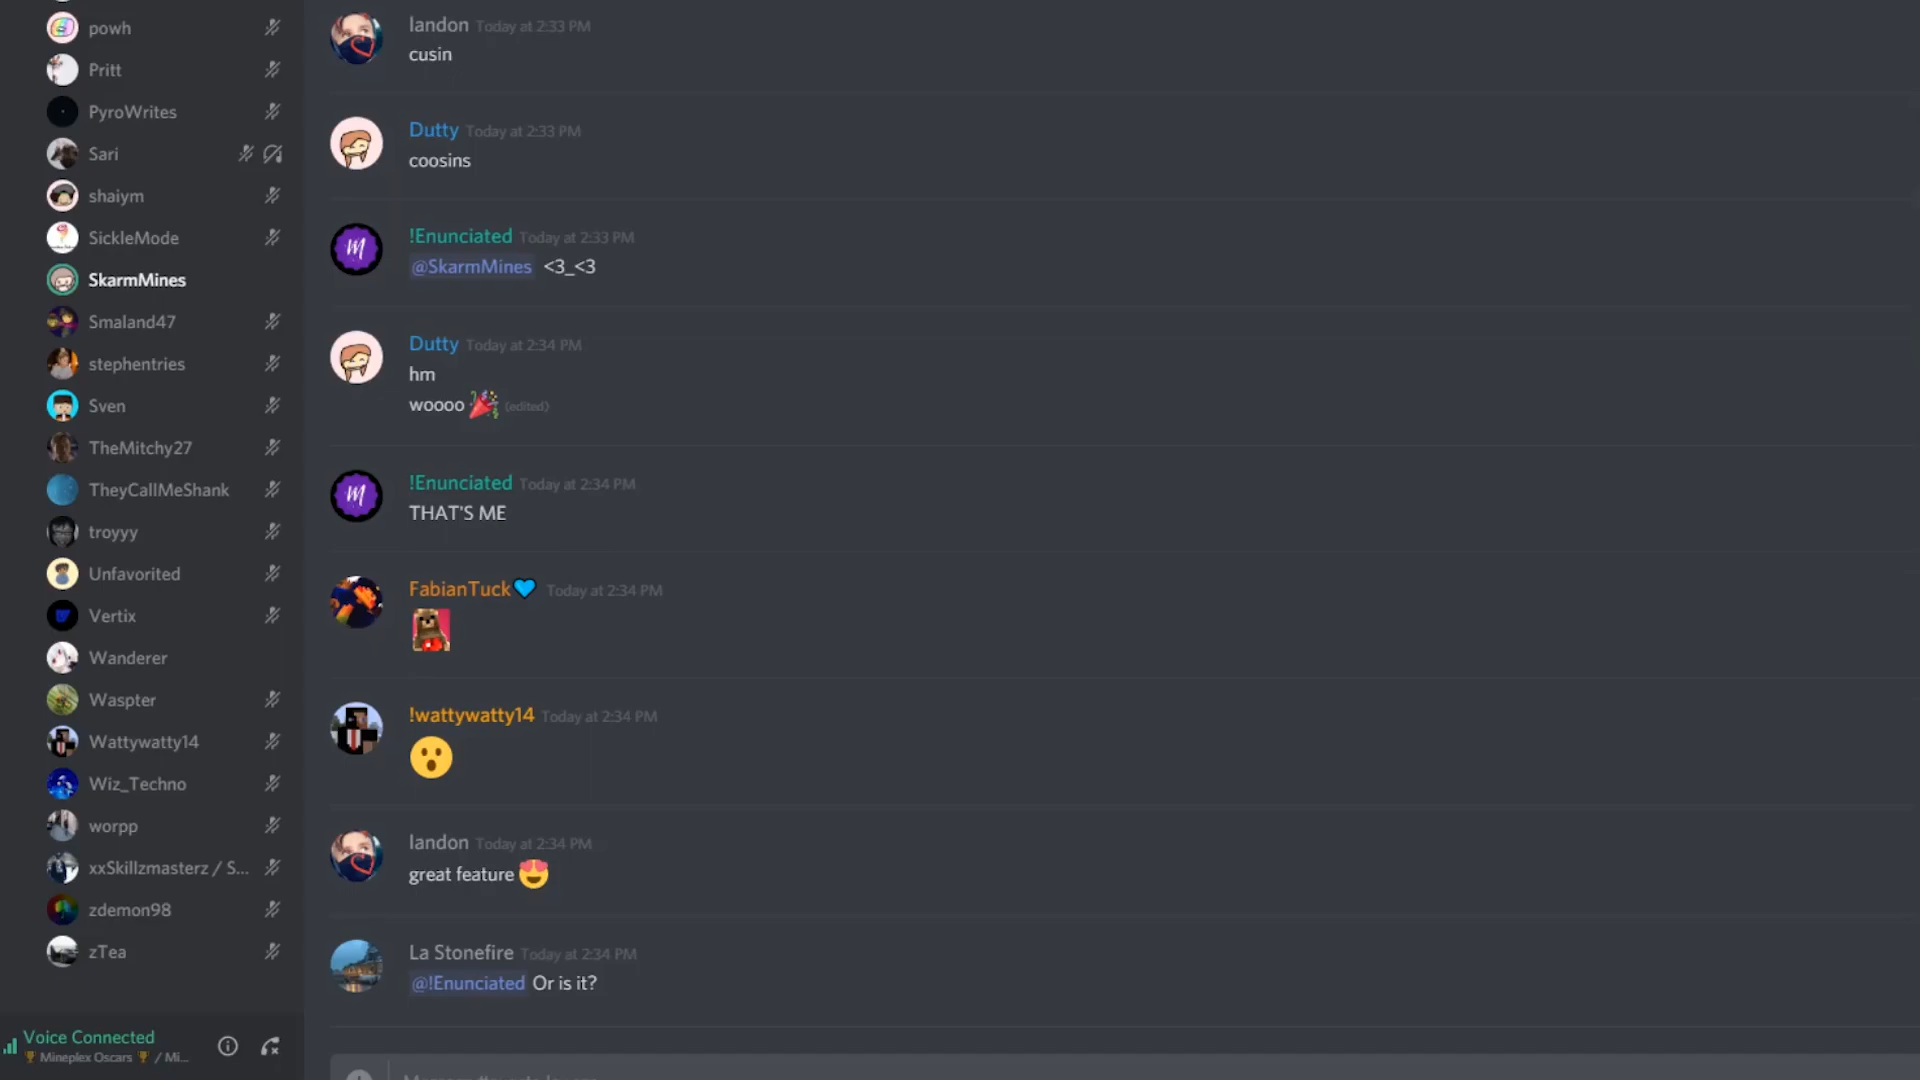 powh
Pritt
PyroWrites
Sari
shaiym
SickleMode
SkarmMines
Smaland47
stephentries
Sven
TheMitchy27
TheyCallMeShank
troyyy
Unfavorited
Vertix
Wanderer
Waspter
Wattywatty14
Wiz_Techno
worpp
xxSkillzmasterz / S...
zdemon98
zTea
Voice Connected
🏆 Mineplex Oscars 🏆 / Mi...
landon Today at 2:33 PM
cusin
Dutty Today at 2:33 PM
coosins
!Enunciated Today at 2:33 PM
@SkarmMines <3_<3
Dutty Today at 2:34 PM
hm
woooo 🎉 (edited)
!Enunciated Today at 2:34 PM
THAT'S ME
FabianTuck💙 Today at 2:34 PM
!wattywatty14 Today at 2:34 PM
😮
landon Today at 2:34 PM
great feature 😍
La Stonefire Today at 2:34 PM
@!Enunciated Or is it?